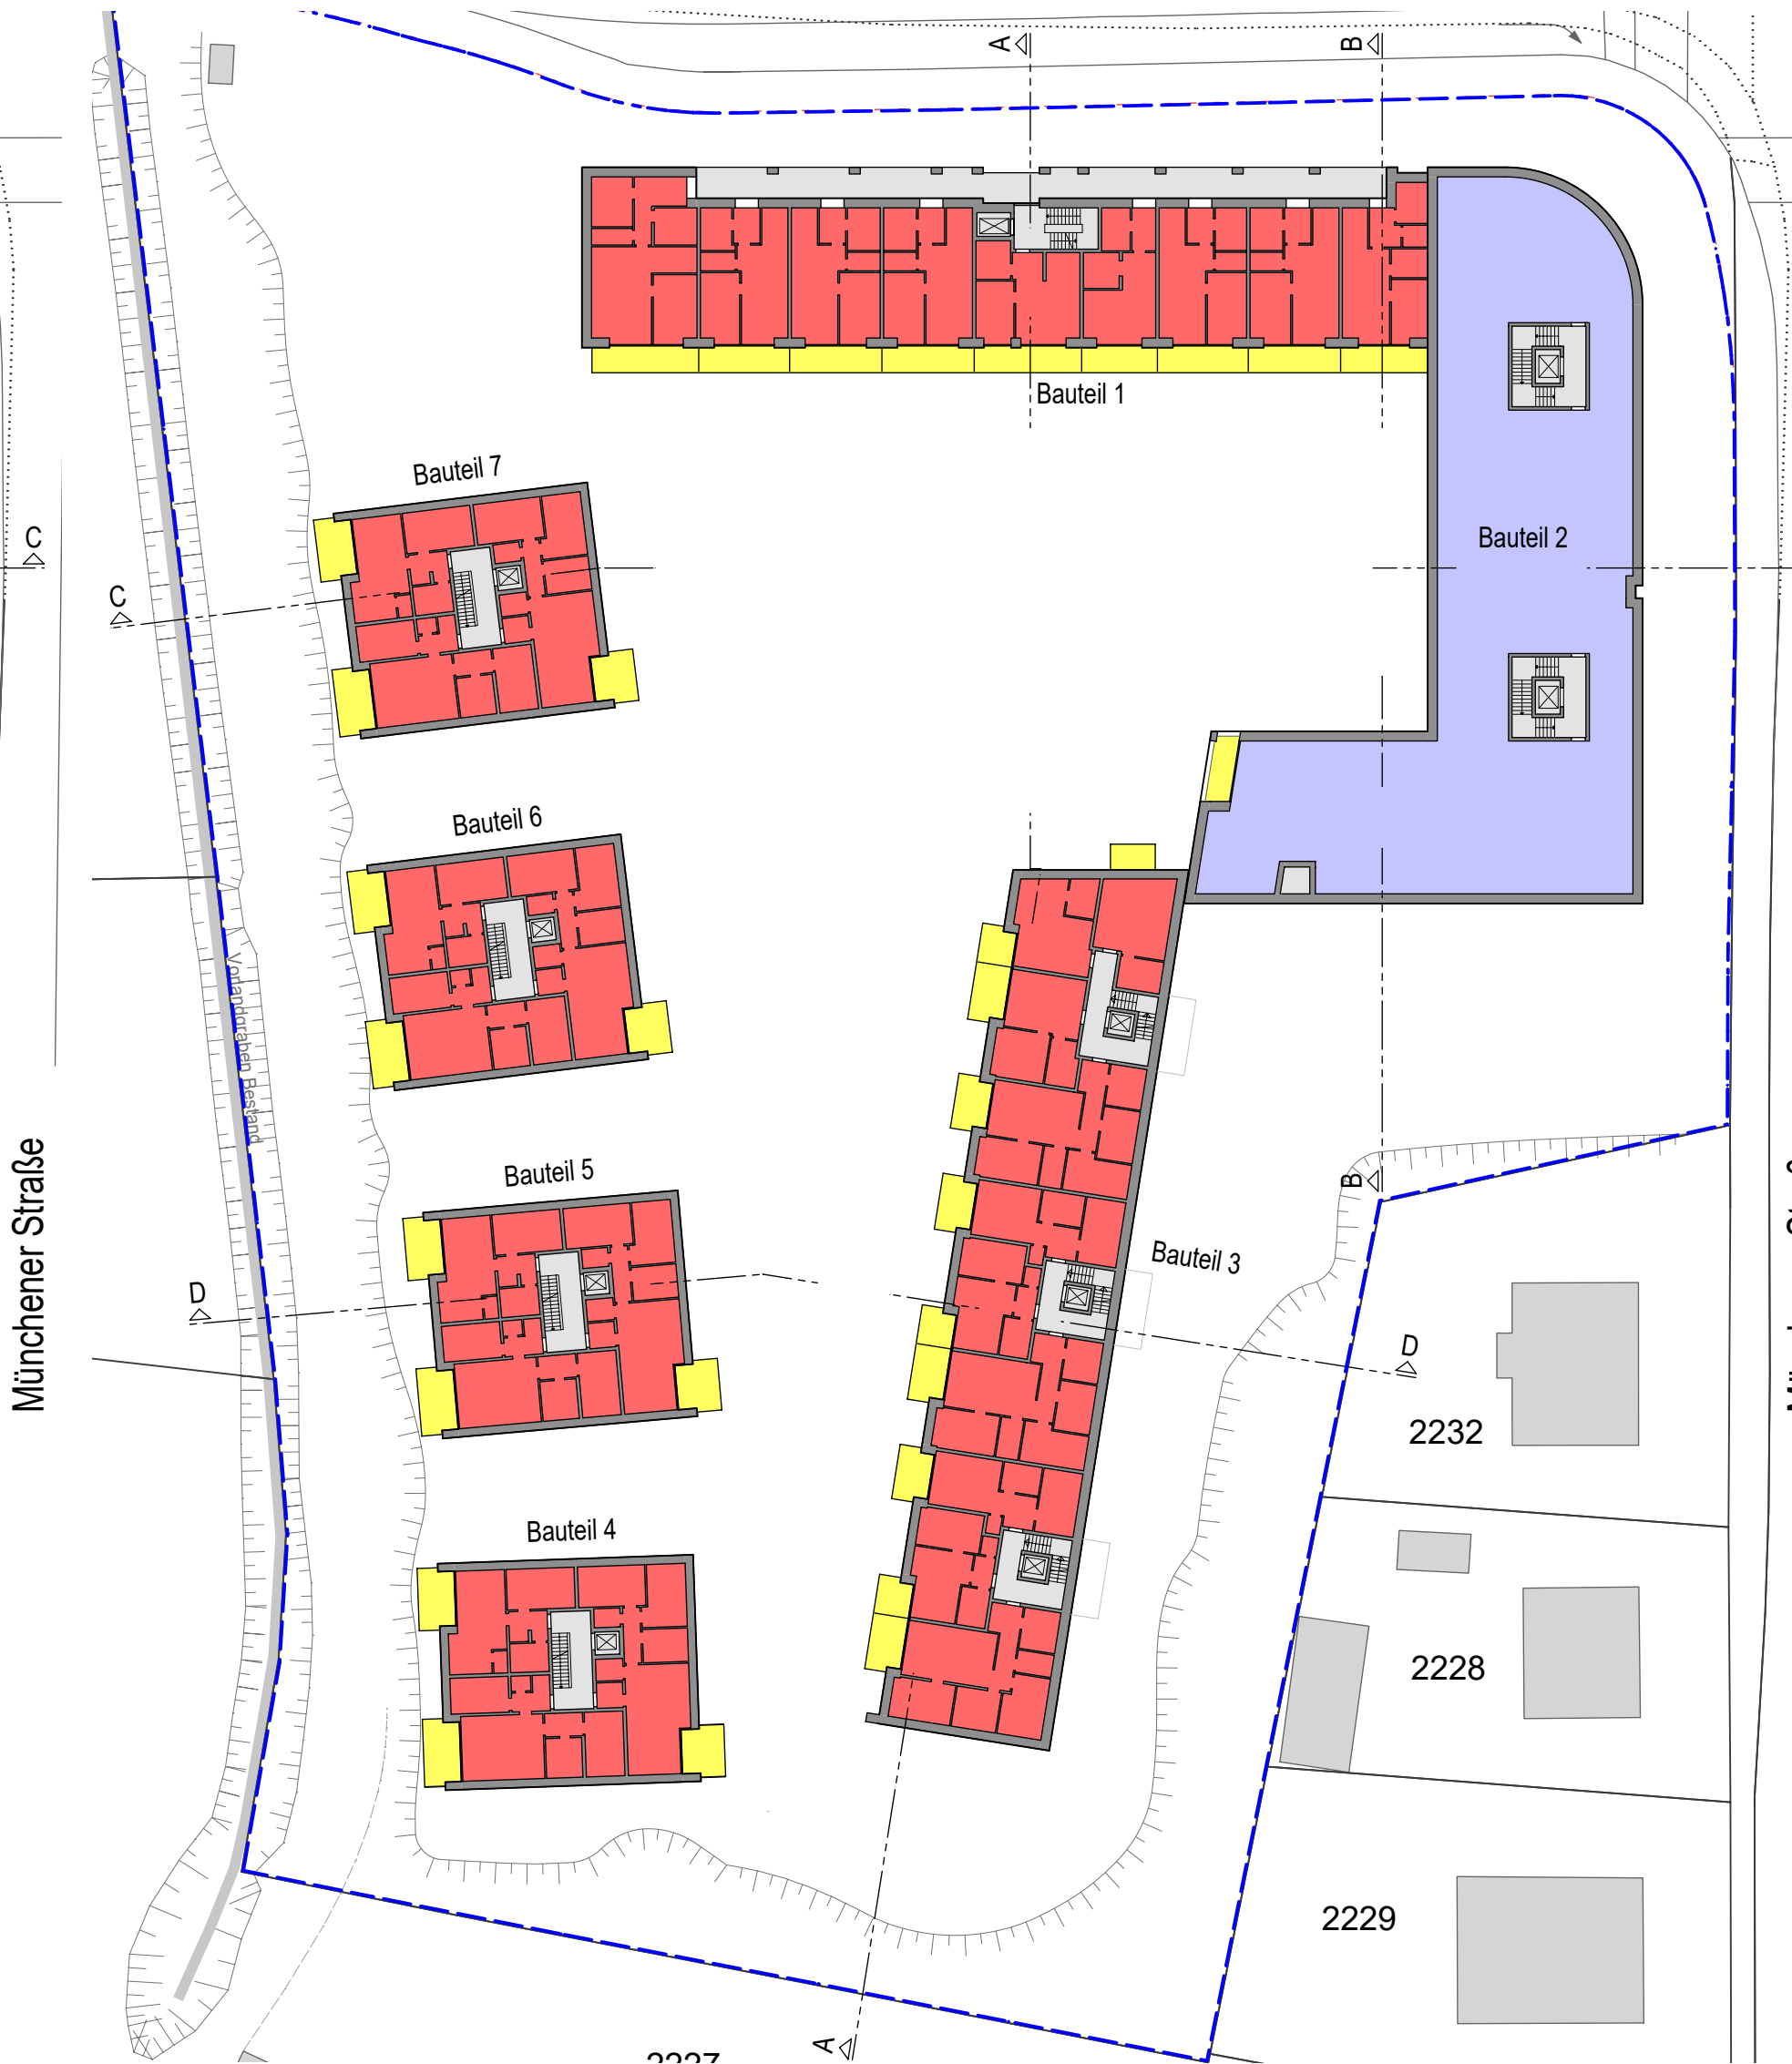 A
B
Bauteil 1
Bauteil 7
C
Bauteil 2
C
Bauteil 6
Vorlandgraben Bestand
Münchener Straße
Bauteil 5
B
Bauteil 3
D
D
2232
Bauteil 4
2228
2229
A
2227